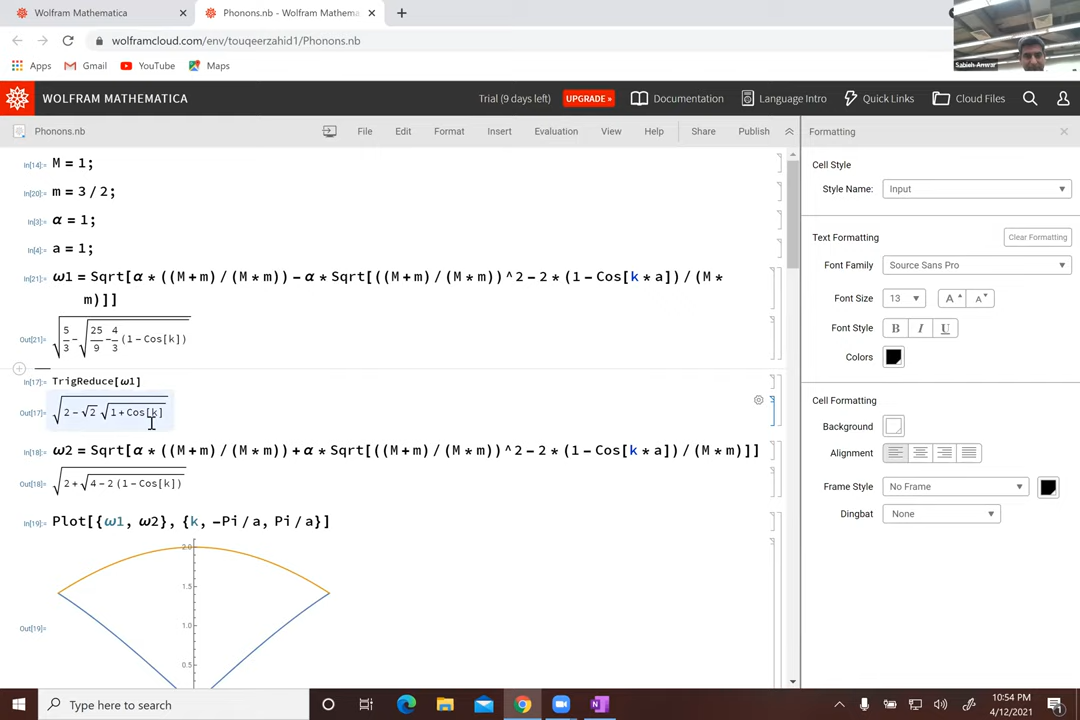 Wolfram Mathematica
Phonons.nb - Wolfram Mathema
wolframcloud.com/env/touqeerzahid1/Phonons.nb
Sabieh Anwar
Apps Gmail YouTube Maps
WOLFRAM MATHEMATICA
Trial (9 days left) UPGRADE » Documentation Language Intro Quick Links Cloud Files
Phonons.nb File Edit Format Insert Evaluation View Help Share Publish
Formatting
In[14]:= M = 1;
In[20]:= m = 3 / 2;
In[3]:= α = 1;
In[4]:= a = 1;
In[21]:= ω1 = Sqrt[α * ((M + m) / (M * m)) - α * Sqrt[((M + m) / (M * m)) ^ 2 - 2 * (1 - Cos[k * a]) / (M *
m)]]
Out[21]= √(5/3 - √(25/9 - 4/3 (1 - Cos[k])))
In[17]:= TrigReduce[ω1]
Out[17]= √(2 - √2 √(1 + Cos[k]))
In[18]:= ω2 = Sqrt[α * ((M + m) / (M * m)) + α * Sqrt[((M + m) / (M * m)) ^ 2 - 2 * (1 - Cos[k * a]) / (M * m)]]
Out[18]= √(2 + √(4 - 2 (1 - Cos[k])))
In[19]:= Plot[{ω1, ω2}, {k, -Pi / a, Pi / a}]
2.0
1.5
1.0
0.5
Out[19]=
Cell Style
Style Name: Input
Text Formatting
Clear Formatting
Font Family Source Sans Pro
Font Size 13 A A
Font Style B I U
Colors
Cell Formatting
Background
Alignment
Frame Style No Frame
Dingbat None
Type here to search
10:54 PM
4/12/2021
1